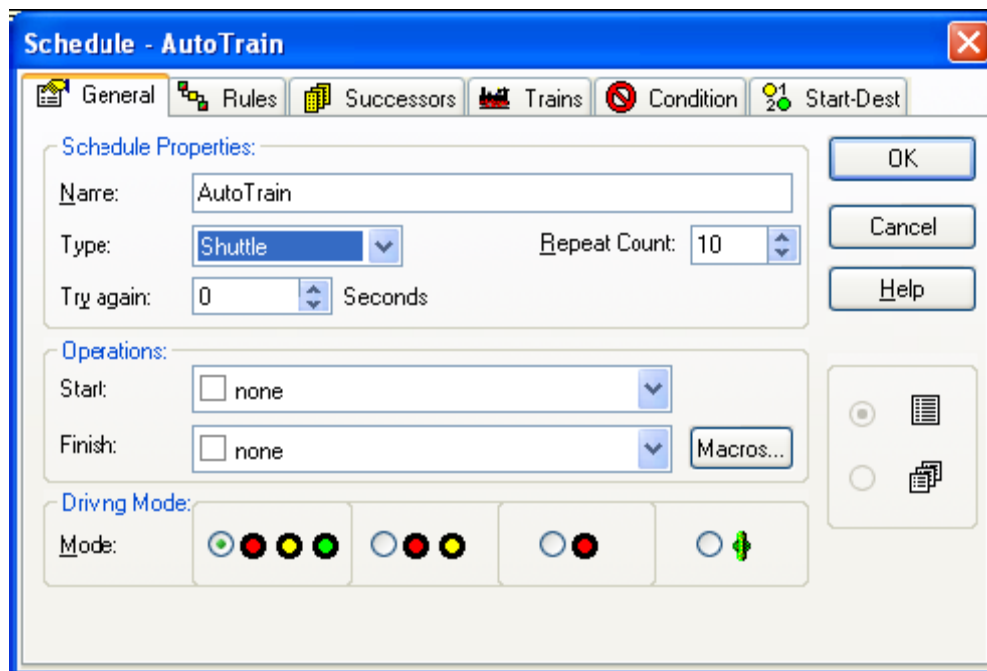 Schedule - AutoTrain
General Rules Successors Trains Condition Start-Dest
Schedule Properties:
Name: AutoTrain
Type: Shuttle Repeat Count: 10
Try again: 0 Seconds
Operations:
Start: none
Finish: none Macros...
Driving Mode:
Mode:
OK
Cancel
Help